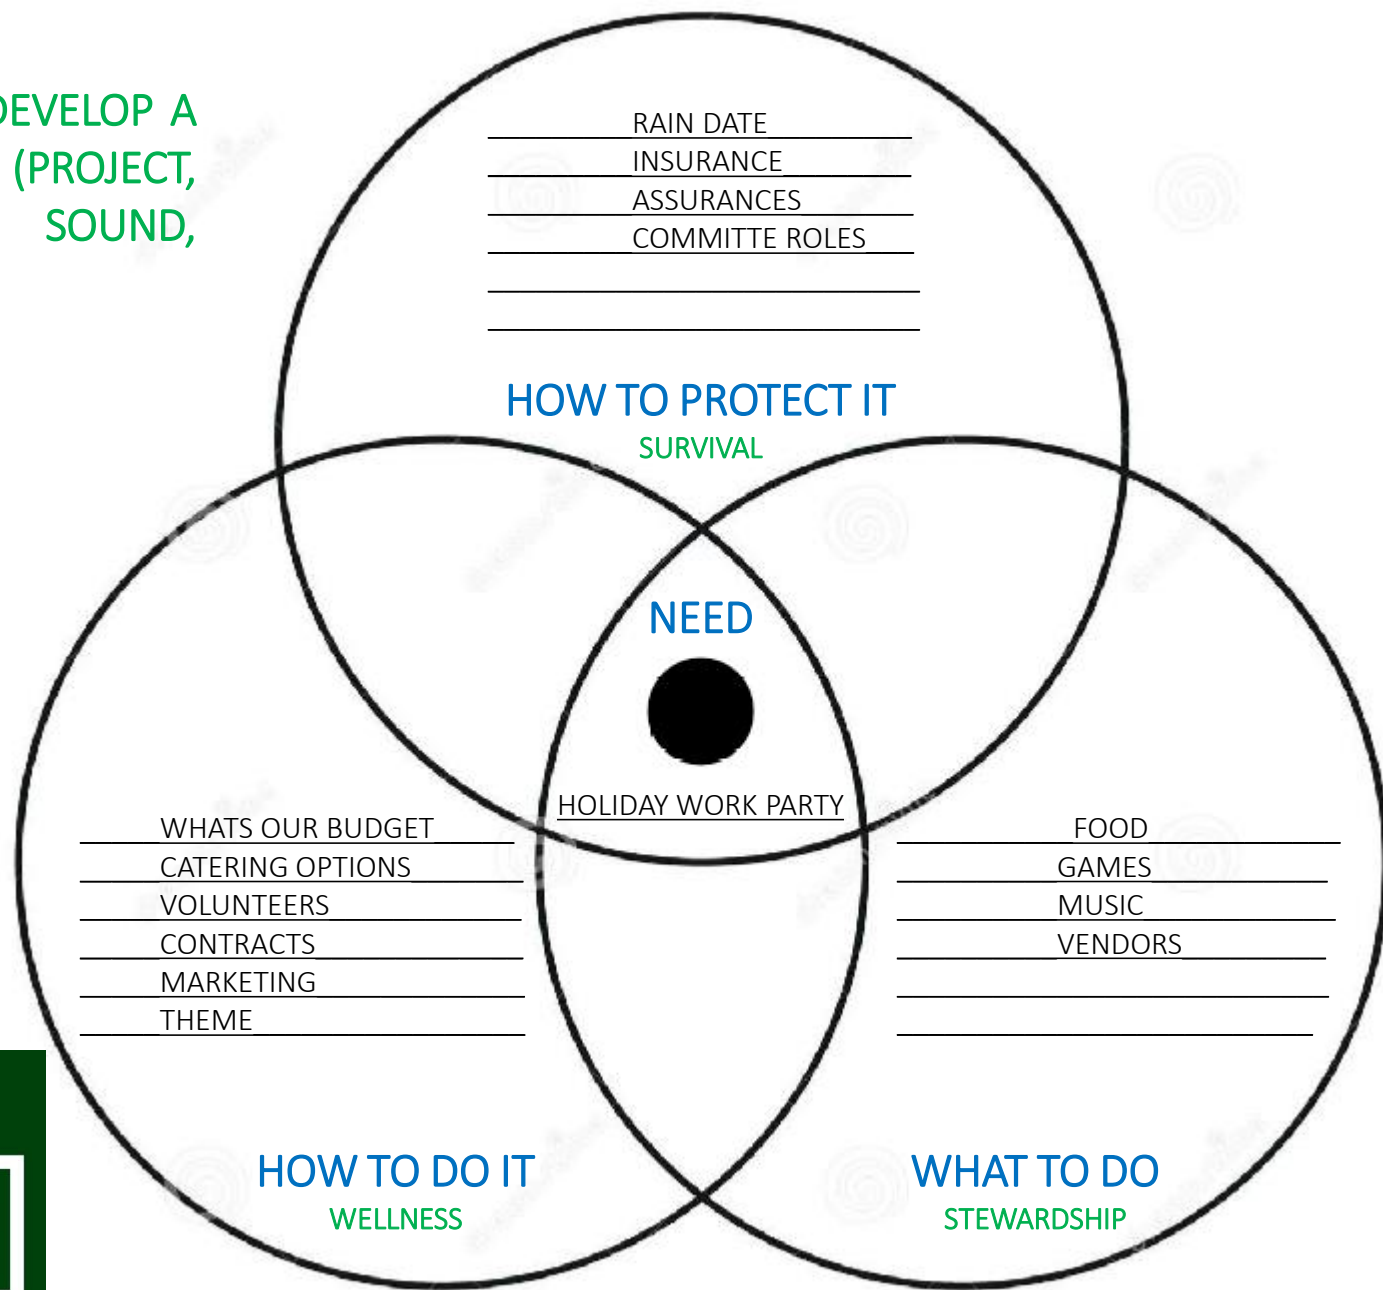 DEVELOP A
(PROJECT,
SOUND,
RAIN DATE
INSURANCE
ASSURANCES
COMMITTE ROLES
HOW TO PROTECT IT
SURVIVAL
NEED
HOLIDAY WORK PARTY
WHATS OUR BUDGET
CATERING OPTIONS
VOLUNTEERS
CONTRACTS
MARKETING
THEME
HOW TO DO IT
WELLNESS
FOOD
GAMES
MUSIC
VENDORS
WHAT TO DO
STEWARDSHIP